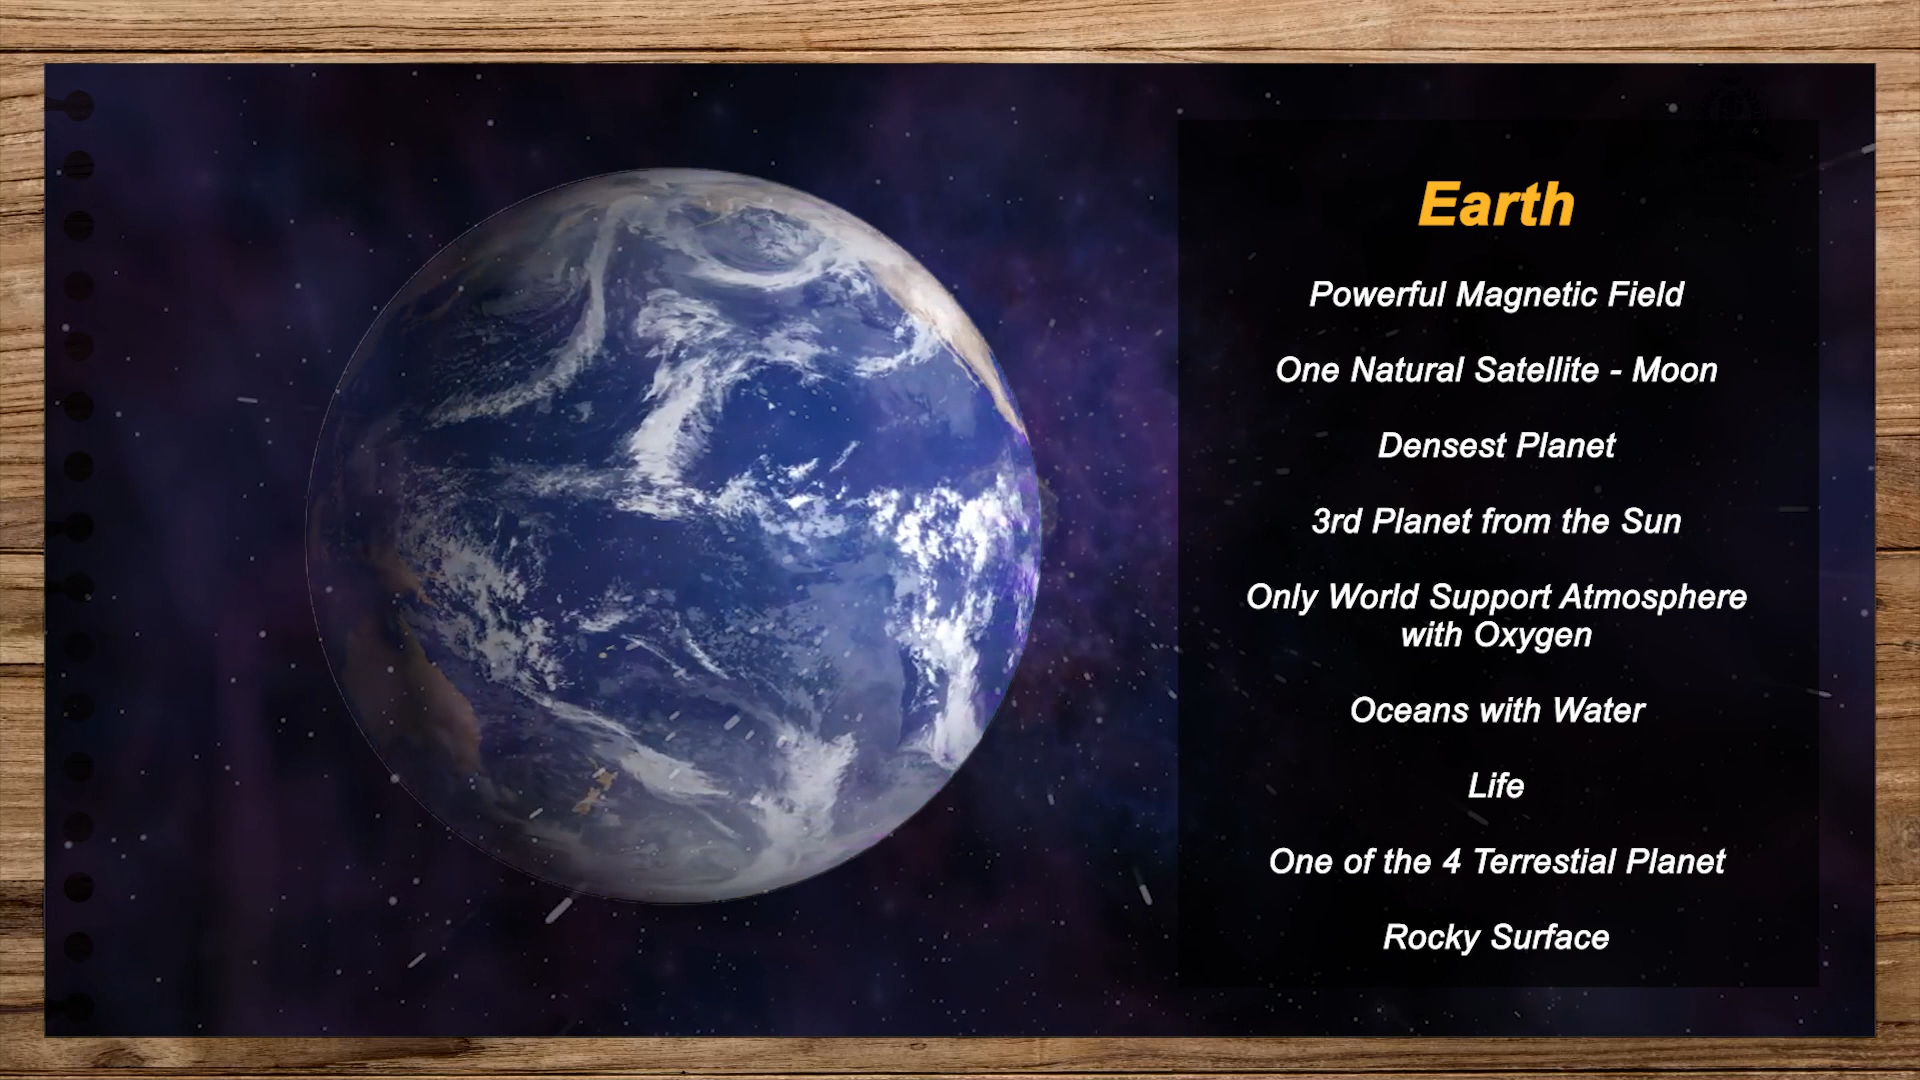 Earth
Powerful Magnetic Field
One Natural Satellite - Moon
Densest Planet
3rd Planet from the Sun
Only World Support Atmosphere
with Oxygen
Oceans with Water
Life
One of the 4 Terrestial Planet
Rocky Surface